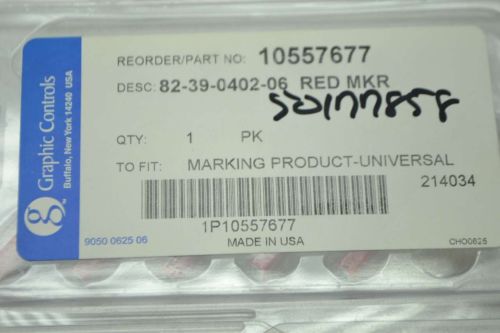 REORDER/PART NO: 10557677
DESC: 82-39-0402-06 RED MKR
S0177858
QTY: 1 PK
TO FIT: MARKING PRODUCT-UNIVERSAL
214034
1P10557677
MADE IN USA
9050 0625 06
CHO0625
Graphic Controls
Buffalo, New York 14240 USA